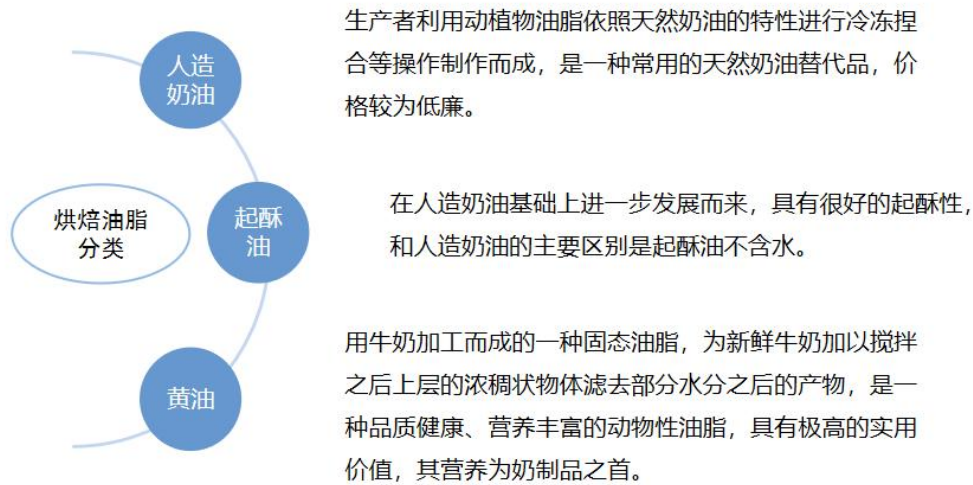 生产者利用动植物油脂依照天然奶油的特性进行冷冻捏
合等操作制作而成，是一种常用的天然奶油替代品，价
格较为低廉。
人造
奶油
在人造奶油基础上进一步发展而来，具有很好的起酥性，
和人造奶油的主要区别是起酥油不含水。
起酥
油
烘焙油脂
分类
用牛奶加工而成的一种固态油脂，为新鲜牛奶加以搅拌
之后上层的浓稠状物体滤去部分水分之后的产物，是一
种品质健康、营养丰富的动物性油脂，具有极高的实用
价值，其营养为奶制品之首。
黄油